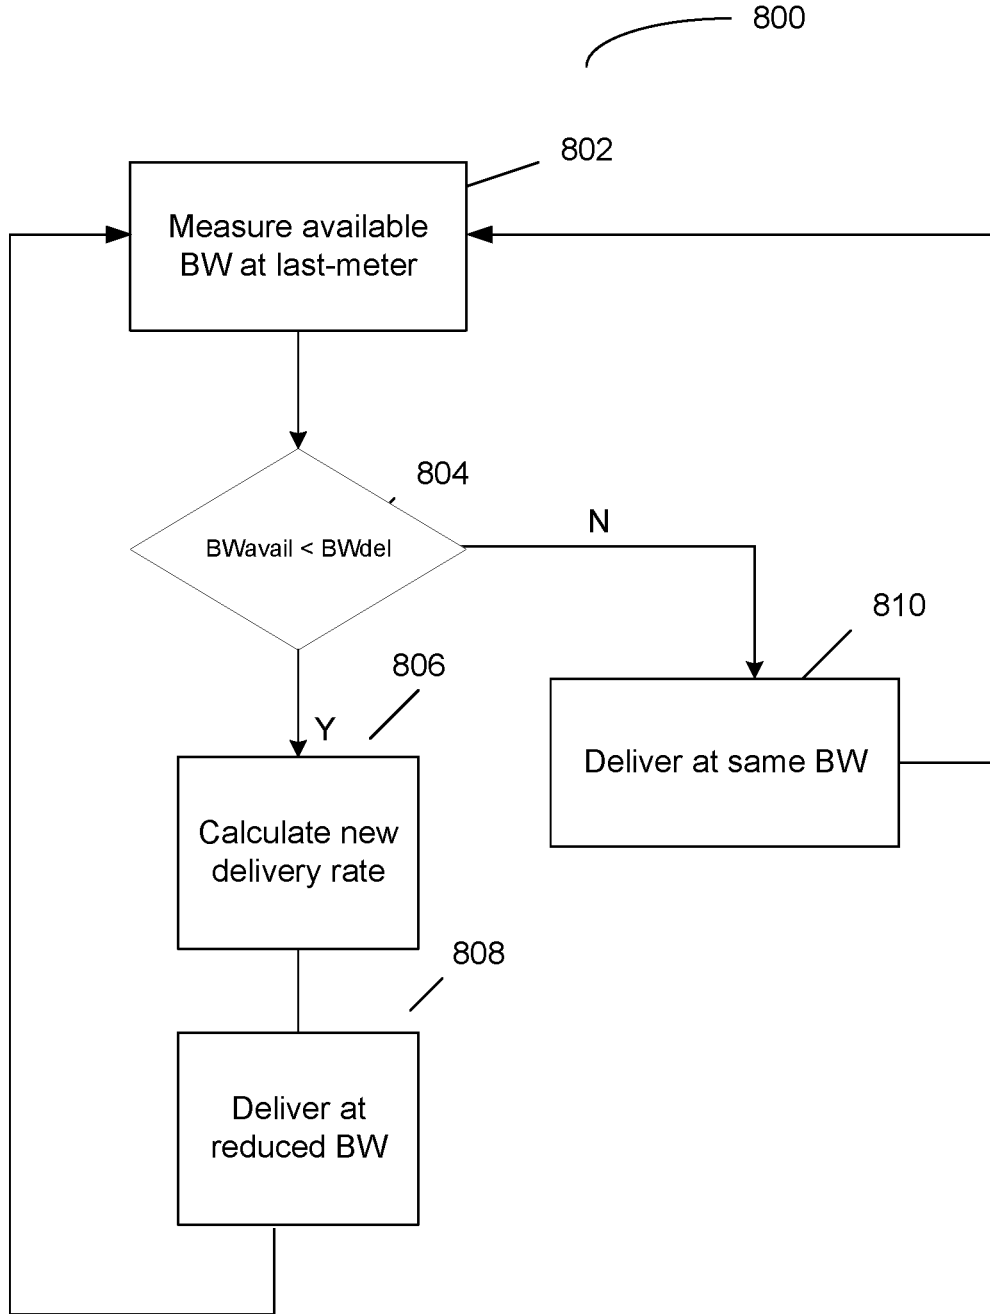 800
802
Measure available
BW at last-meter
804
BWavail < BWdel
N
810
806
Y
Deliver at same BW
Calculate new
delivery rate
808
Deliver at
reduced BW